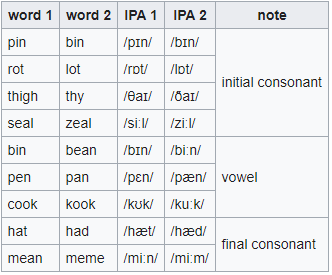 word 1 word 2 IPA 1 IPA 2 note
pin bin /pɪn/ /bɪn/ initial consonant
rot lot /rɒt/ /lɒt/
thigh thy /θaɪ/ /ðaɪ/
seal zeal /siːl/ /ziːl/
bin bean /bɪn/ /biːn/ vowel
pen pan /pɛn/ /pæn/
cook kook /kʊk/ /kuːk/
hat had /hæt/ /hæd/ final consonant
mean meme /miːn/ /miːm/